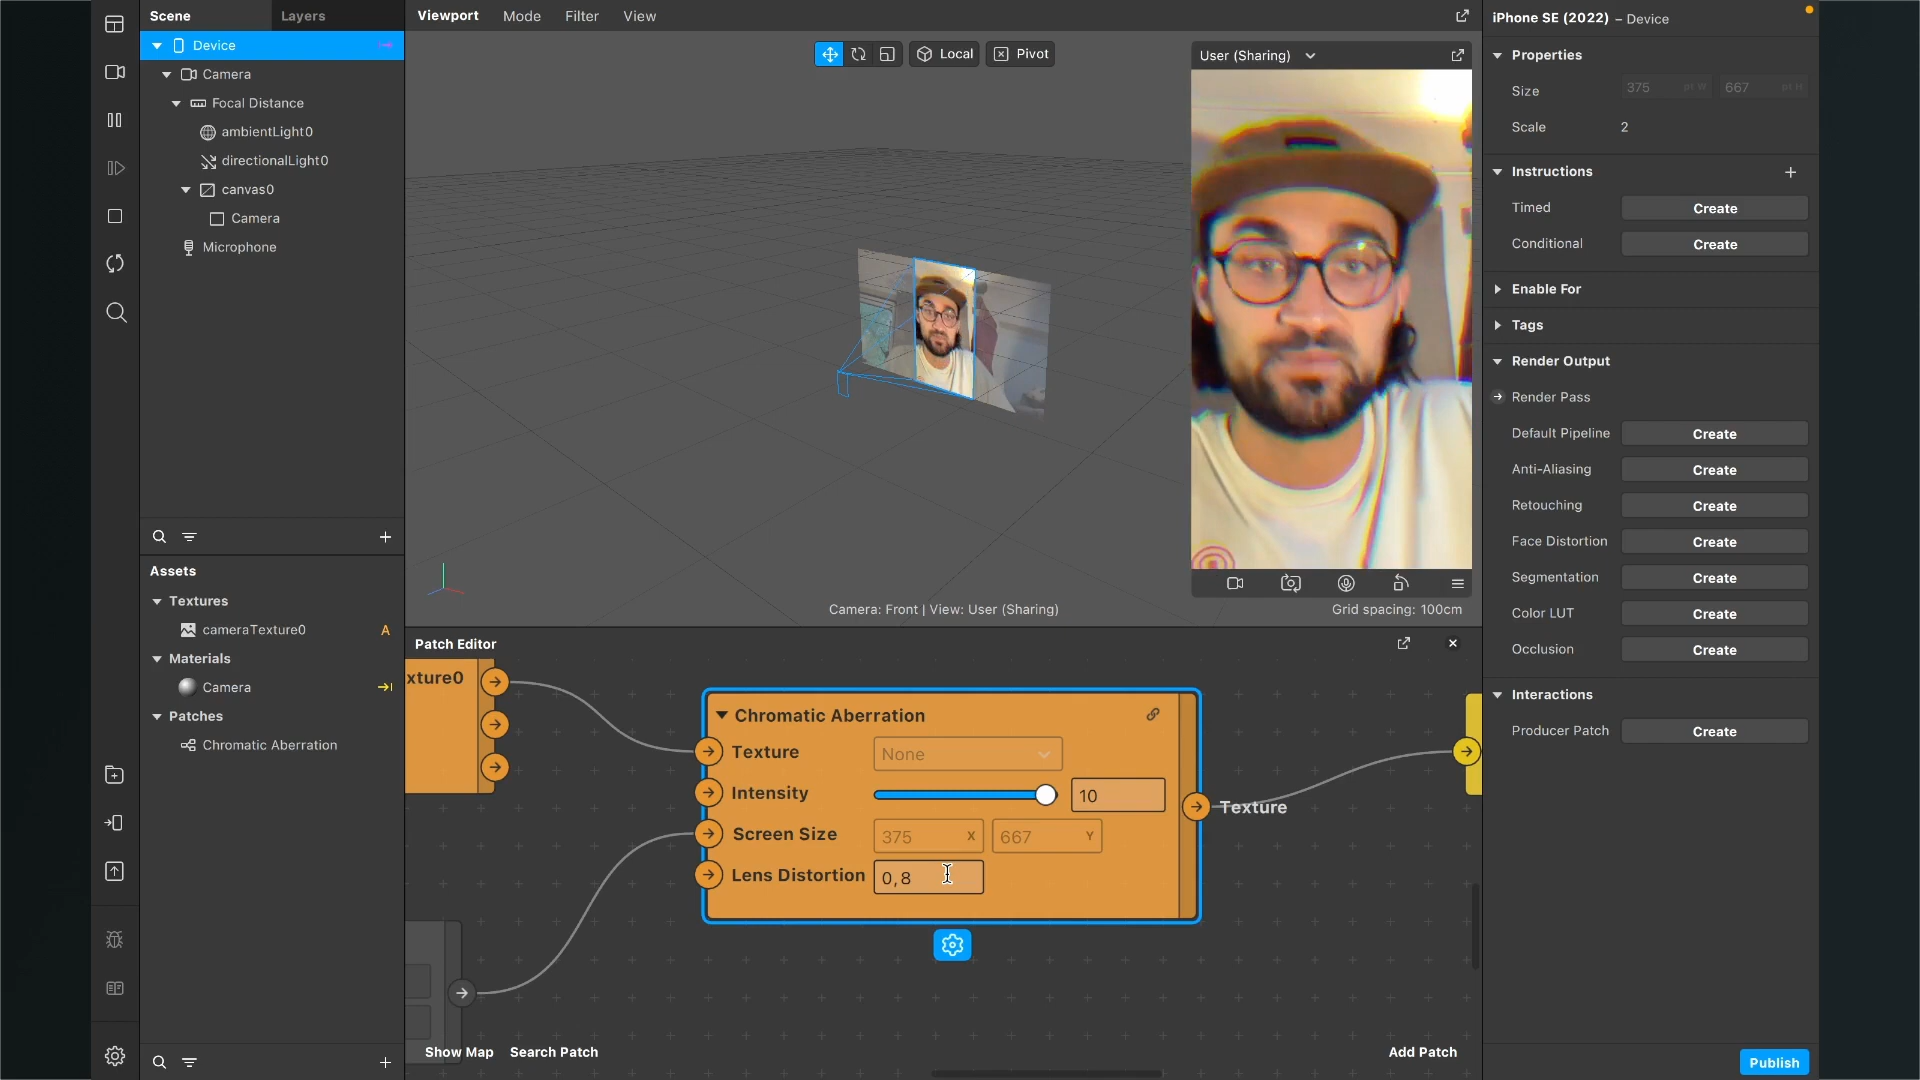 Scene
Layers
Device
Camera
Focal Distance
ambientLight0
directionalLight0
canvas0
Camera
Microphone
Assets
Textures
cameraTexture0
A
Materials
Camera
Patches
Chromatic Aberration
Viewport
Mode
Filter
View
Local
Pivot
User (Sharing)
Camera: Front | View: User (Sharing)
Grid spacing: 100cm
Patch Editor
xture0
Chromatic Aberration
Texture
None
Intensity
10
Screen Size
375
X
667
Y
Lens Distortion
0,8
Texture
Show Map
Search Patch
Add Patch
iPhone SE (2022) – Device
Properties
Size
375
pt W
667
pt H
Scale
2
Instructions
Timed
Create
Conditional
Create
Enable For
Tags
Render Output
Render Pass
Default Pipeline
Create
Anti-Aliasing
Create
Retouching
Create
Face Distortion
Create
Segmentation
Create
Color LUT
Create
Occlusion
Create
Interactions
Producer Patch
Create
Publish